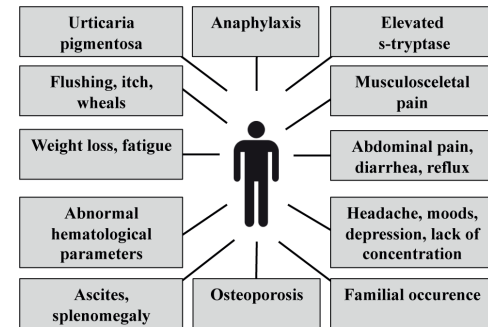 Urticaria
pigmentosa
Anaphylaxis
Elevated
s-tryptase
Flushing, itch,
wheals
Musculosceletal
pain
Weight loss, fatigue
Abdominal pain,
diarrhea, reflux
Abnormal
hematological
parameters
Headache, moods,
depression, lack of
concentration
Ascites,
splenomegaly
Osteoporosis
Familial occurence